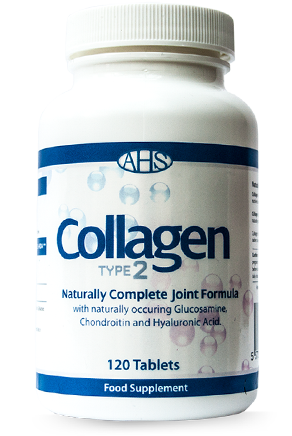 AHS
Collagen
TYPE 2
Naturally Complete Joint Formula
with naturally occuring Glucosamine,
Chondroitin and Hyaluronic Acid.
120 Tablets
Food Supplement